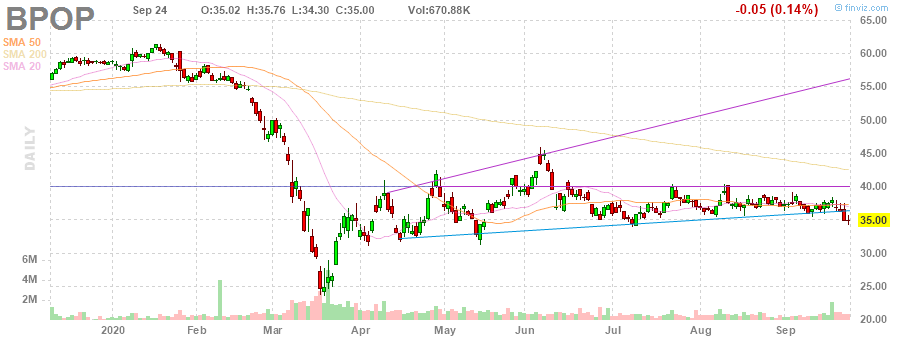 BPOP
Sep 24 O:35.02 H:35.76 L:34.30 C:35.00 Vol:670.88K -0.05 (0.14%)
© finviz.com
SMA 50
SMA 200
SMA 20
DAILY
65.00
60.00
55.00
50.00
45.00
40.00
35.00
30.00
25.00
20.00
6M
4M
2M
2020 Feb Mar Apr May Jun Jul Aug Sep